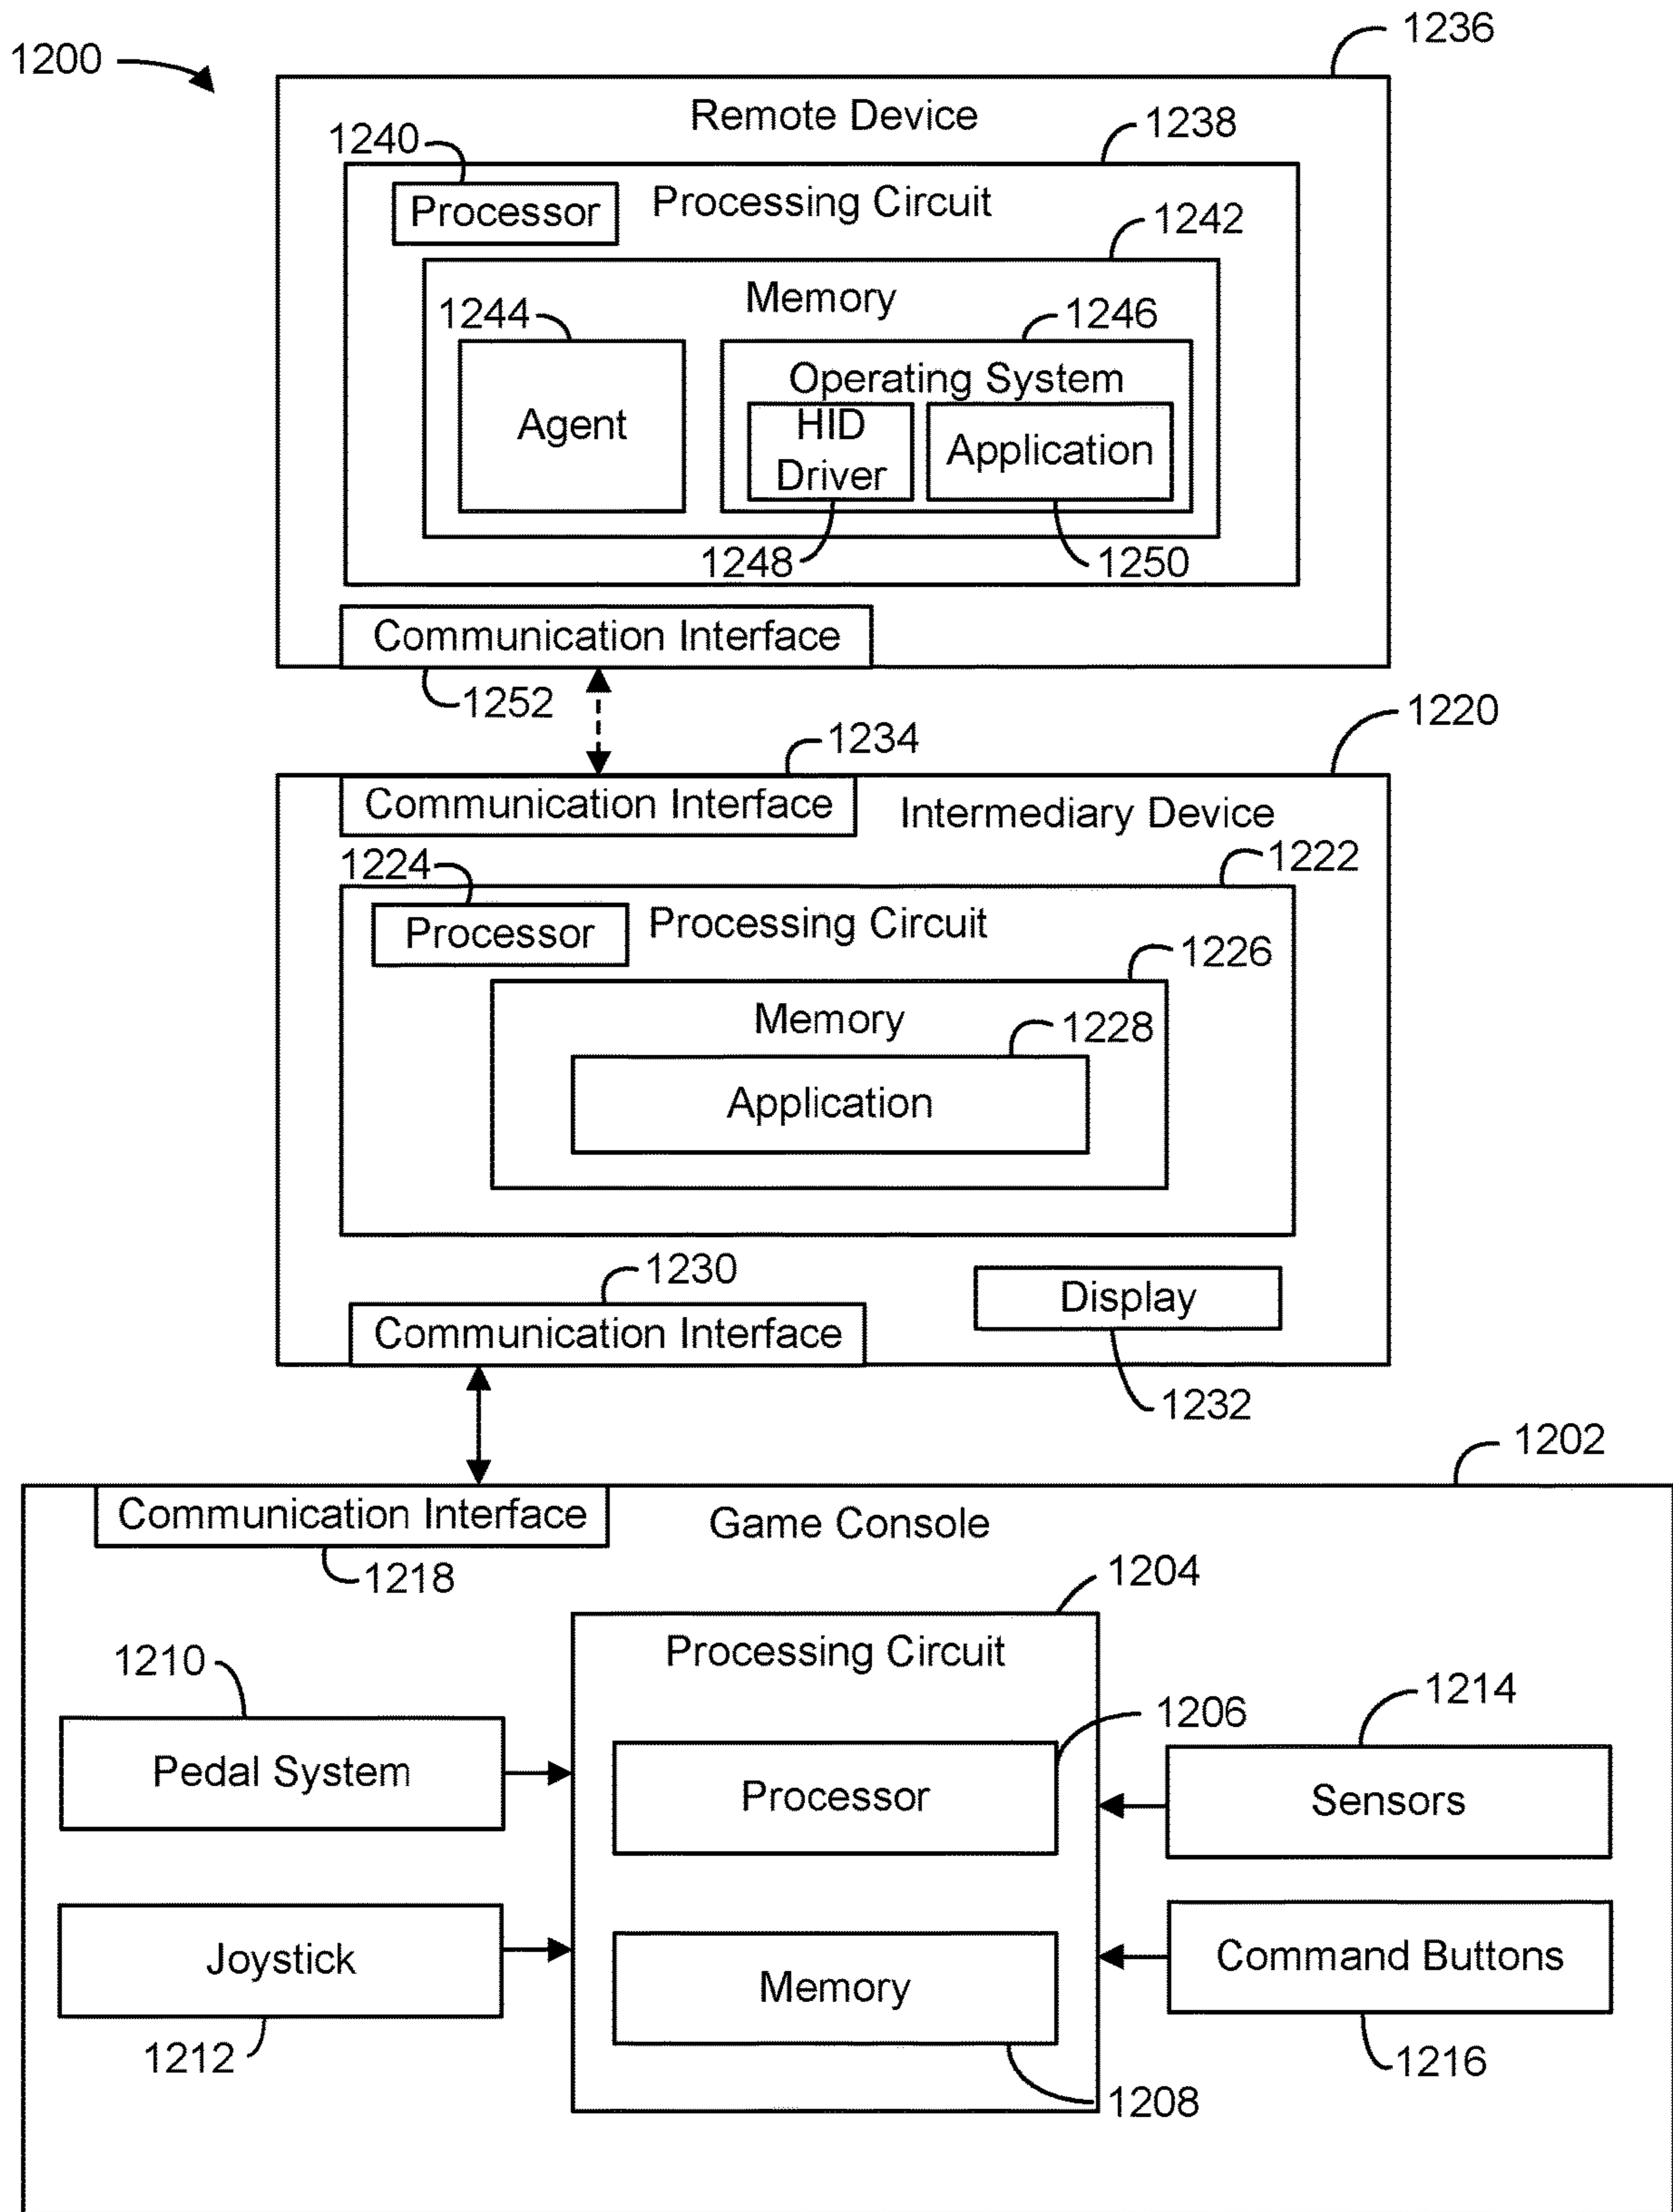 1236
1200
Remote Device
1238
1240
Processing Circuit
Processor
1242
Memory
1244
1246
Operating System
Agent
HID
Driver
Application
1248
1250
Communication Interface
1252
1220
1234
Communication Interface
Intermediary Device
1222
1224
Processing Circuit
Processor
1226
Memory
1228
Application
1230
Display
Communication Interface
1232
1202
Communication Interface
Game Console
1218
1204
Processing Circuit
1210
1214
1206
Pedal System
Processor
Sensors
Joystick
Command Buttons
Memory
1212
1216
1208